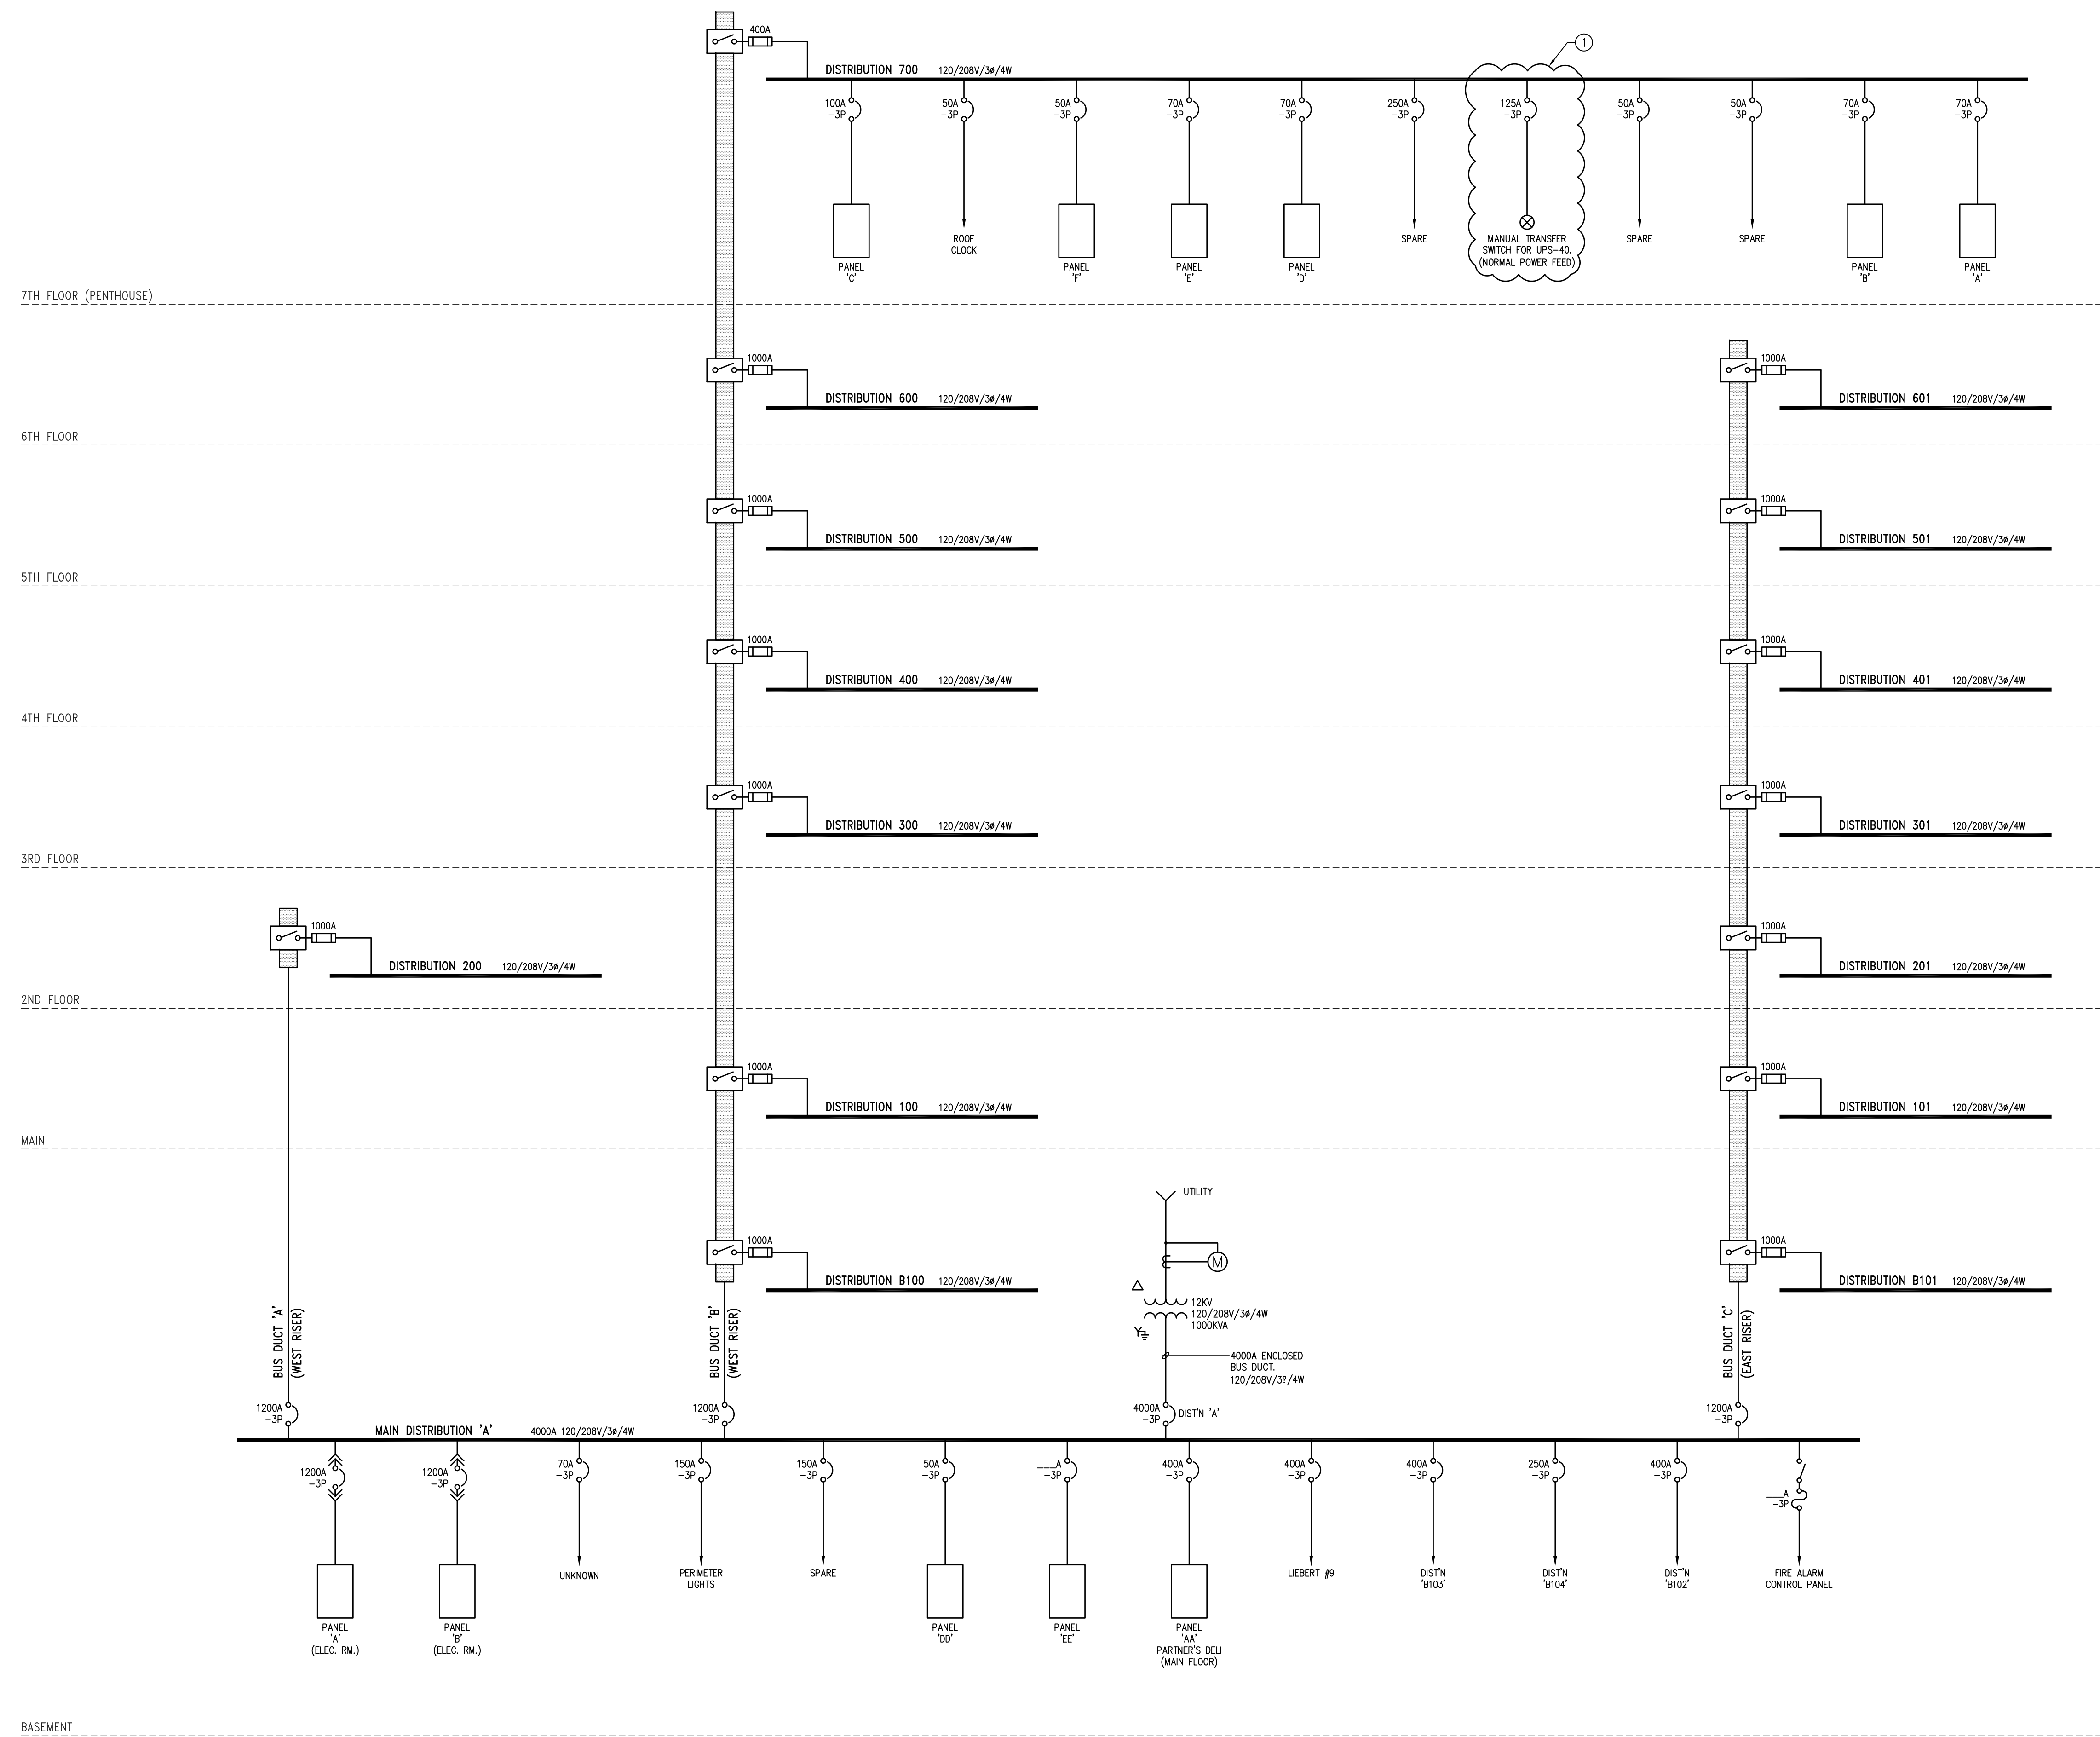 400A
1
DISTRIBUTION 700 120/208V/3ø/4W
100A
-3P
50A
-3P
50A
-3P
70A
-3P
70A
-3P
250A
-3P
125A
-3P
50A
-3P
50A
-3P
70A
-3P
70A
-3P
PANEL
'C'
ROOF
CLOCK
PANEL
'F'
PANEL
'E'
PANEL
'D'
SPARE
MANUAL TRANSFER
SWITCH FOR UPS-40.
(NORMAL POWER FEED)
SPARE
SPARE
PANEL
'B'
PANEL
'A'
7TH FLOOR (PENTHOUSE)
1000A
DISTRIBUTION 600 120/208V/3ø/4W
1000A
DISTRIBUTION 601 120/208V/3ø/4W
6TH FLOOR
1000A
DISTRIBUTION 500 120/208V/3ø/4W
1000A
DISTRIBUTION 501 120/208V/3ø/4W
5TH FLOOR
1000A
DISTRIBUTION 400 120/208V/3ø/4W
1000A
DISTRIBUTION 401 120/208V/3ø/4W
4TH FLOOR
1000A
DISTRIBUTION 300 120/208V/3ø/4W
1000A
DISTRIBUTION 301 120/208V/3ø/4W
3RD FLOOR
1000A
DISTRIBUTION 200 120/208V/3ø/4W
1000A
DISTRIBUTION 201 120/208V/3ø/4W
2ND FLOOR
1000A
DISTRIBUTION 100 120/208V/3ø/4W
1000A
DISTRIBUTION 101 120/208V/3ø/4W
MAIN
UTILITY
M
1000A
DISTRIBUTION B100 120/208V/3ø/4W
1000A
DISTRIBUTION B101 120/208V/3ø/4W
12KV
120/208V/3ø/4W
1000KVA
4000A ENCLOSED
BUS DUCT.
120/208V/3?/4W
BUS DUCT 'A'
(WEST RISER)
BUS DUCT 'B'
(WEST RISER)
BUS DUCT 'C'
(EAST RISER)
1200A
-3P
1200A
-3P
4000A
-3P
DIST'N 'A'
1200A
-3P
MAIN DISTRIBUTION 'A' 4000A 120/208V/3ø/4W
1200A
-3P
1200A
-3P
70A
-3P
150A
-3P
150A
-3P
50A
-3P
___A
-3P
400A
-3P
400A
-3P
400A
-3P
250A
-3P
400A
-3P
___A
-3P
PANEL
'A'
(ELEC. RM.)
PANEL
'B'
(ELEC. RM.)
UNKNOWN
PERIMETER
LIGHTS
SPARE
PANEL
'DD'
PANEL
'EE'
PANEL
'AA'
PARTNER'S DELI
(MAIN FLOOR)
LIEBERT #9
DIST'N
'B103'
DIST'N
'B104'
DIST'N
'B102'
FIRE ALARM
CONTROL PANEL
BASEMENT